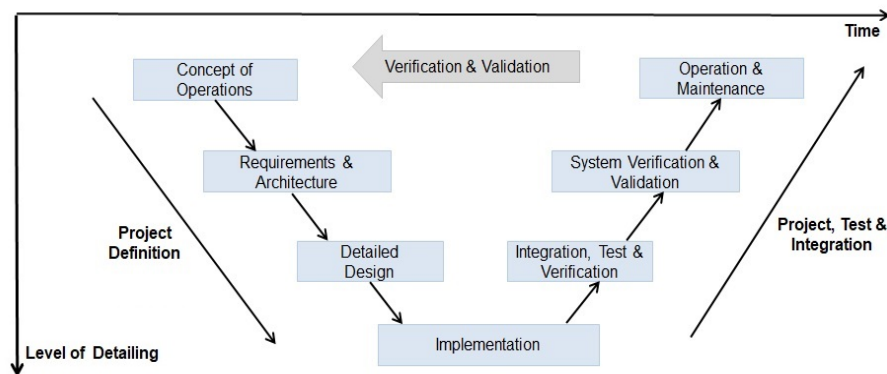 Time
Concept of
Operations
Verification & Validation
Operation &
Maintenance
Requirements &
Architecture
System Verification &
Validation
Project
Definition
Project, Test &
Integration
Detailed
Design
Integration, Test &
Verification
Implementation
Level of Detailing